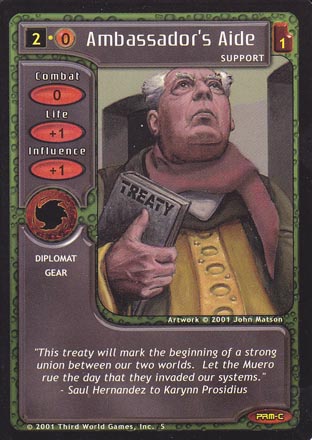 2 • 0 Ambassador's Aide 1
SUPPORT
Combat
0
Life
+1
Influence
+1
DIPLOMAT
GEAR
TREATY
Artwork © 2001 John Matson
"This treaty will mark the beginning of a strong
union between our two worlds. Let the Muero
rue the day that they invaded our systems."
- Saul Hernandez to Karynn Prosidius
PRM-C
© 2001 Third World Games, Inc. S